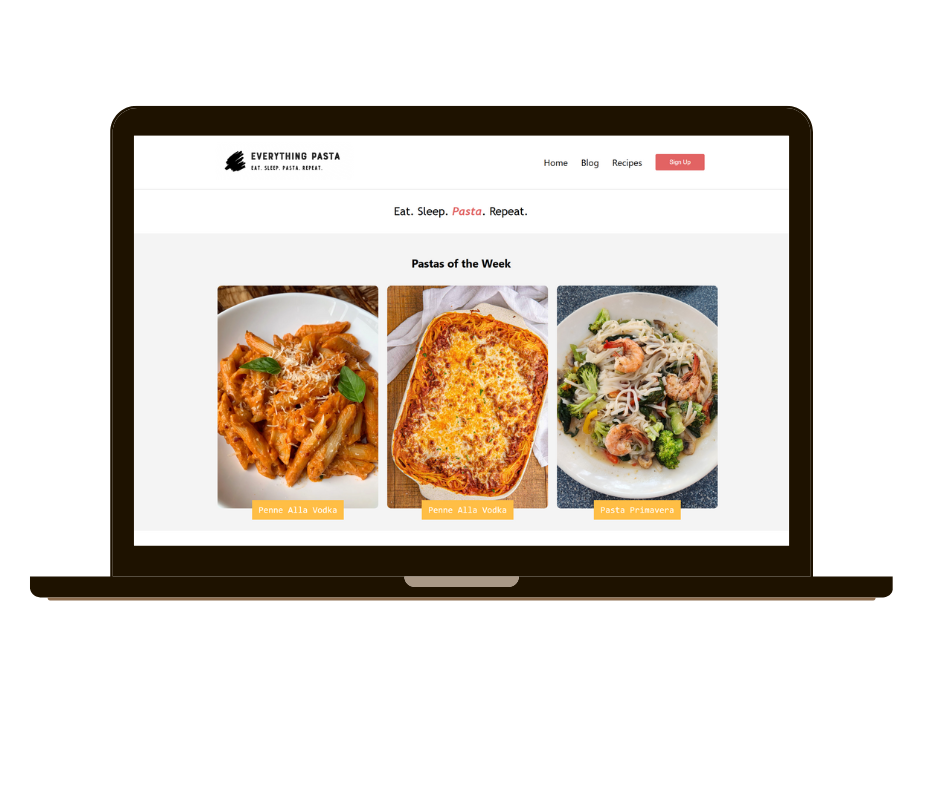 EVERYTHING PASTA
EAT. SLEEP. PASTA. REPEAT.
Home Blog Recipes Sign Up
Eat. Sleep. Pasta. Repeat.
Pastas of the Week
Penne Alla Vodka Penne Alla Vodka Pasta Primavera